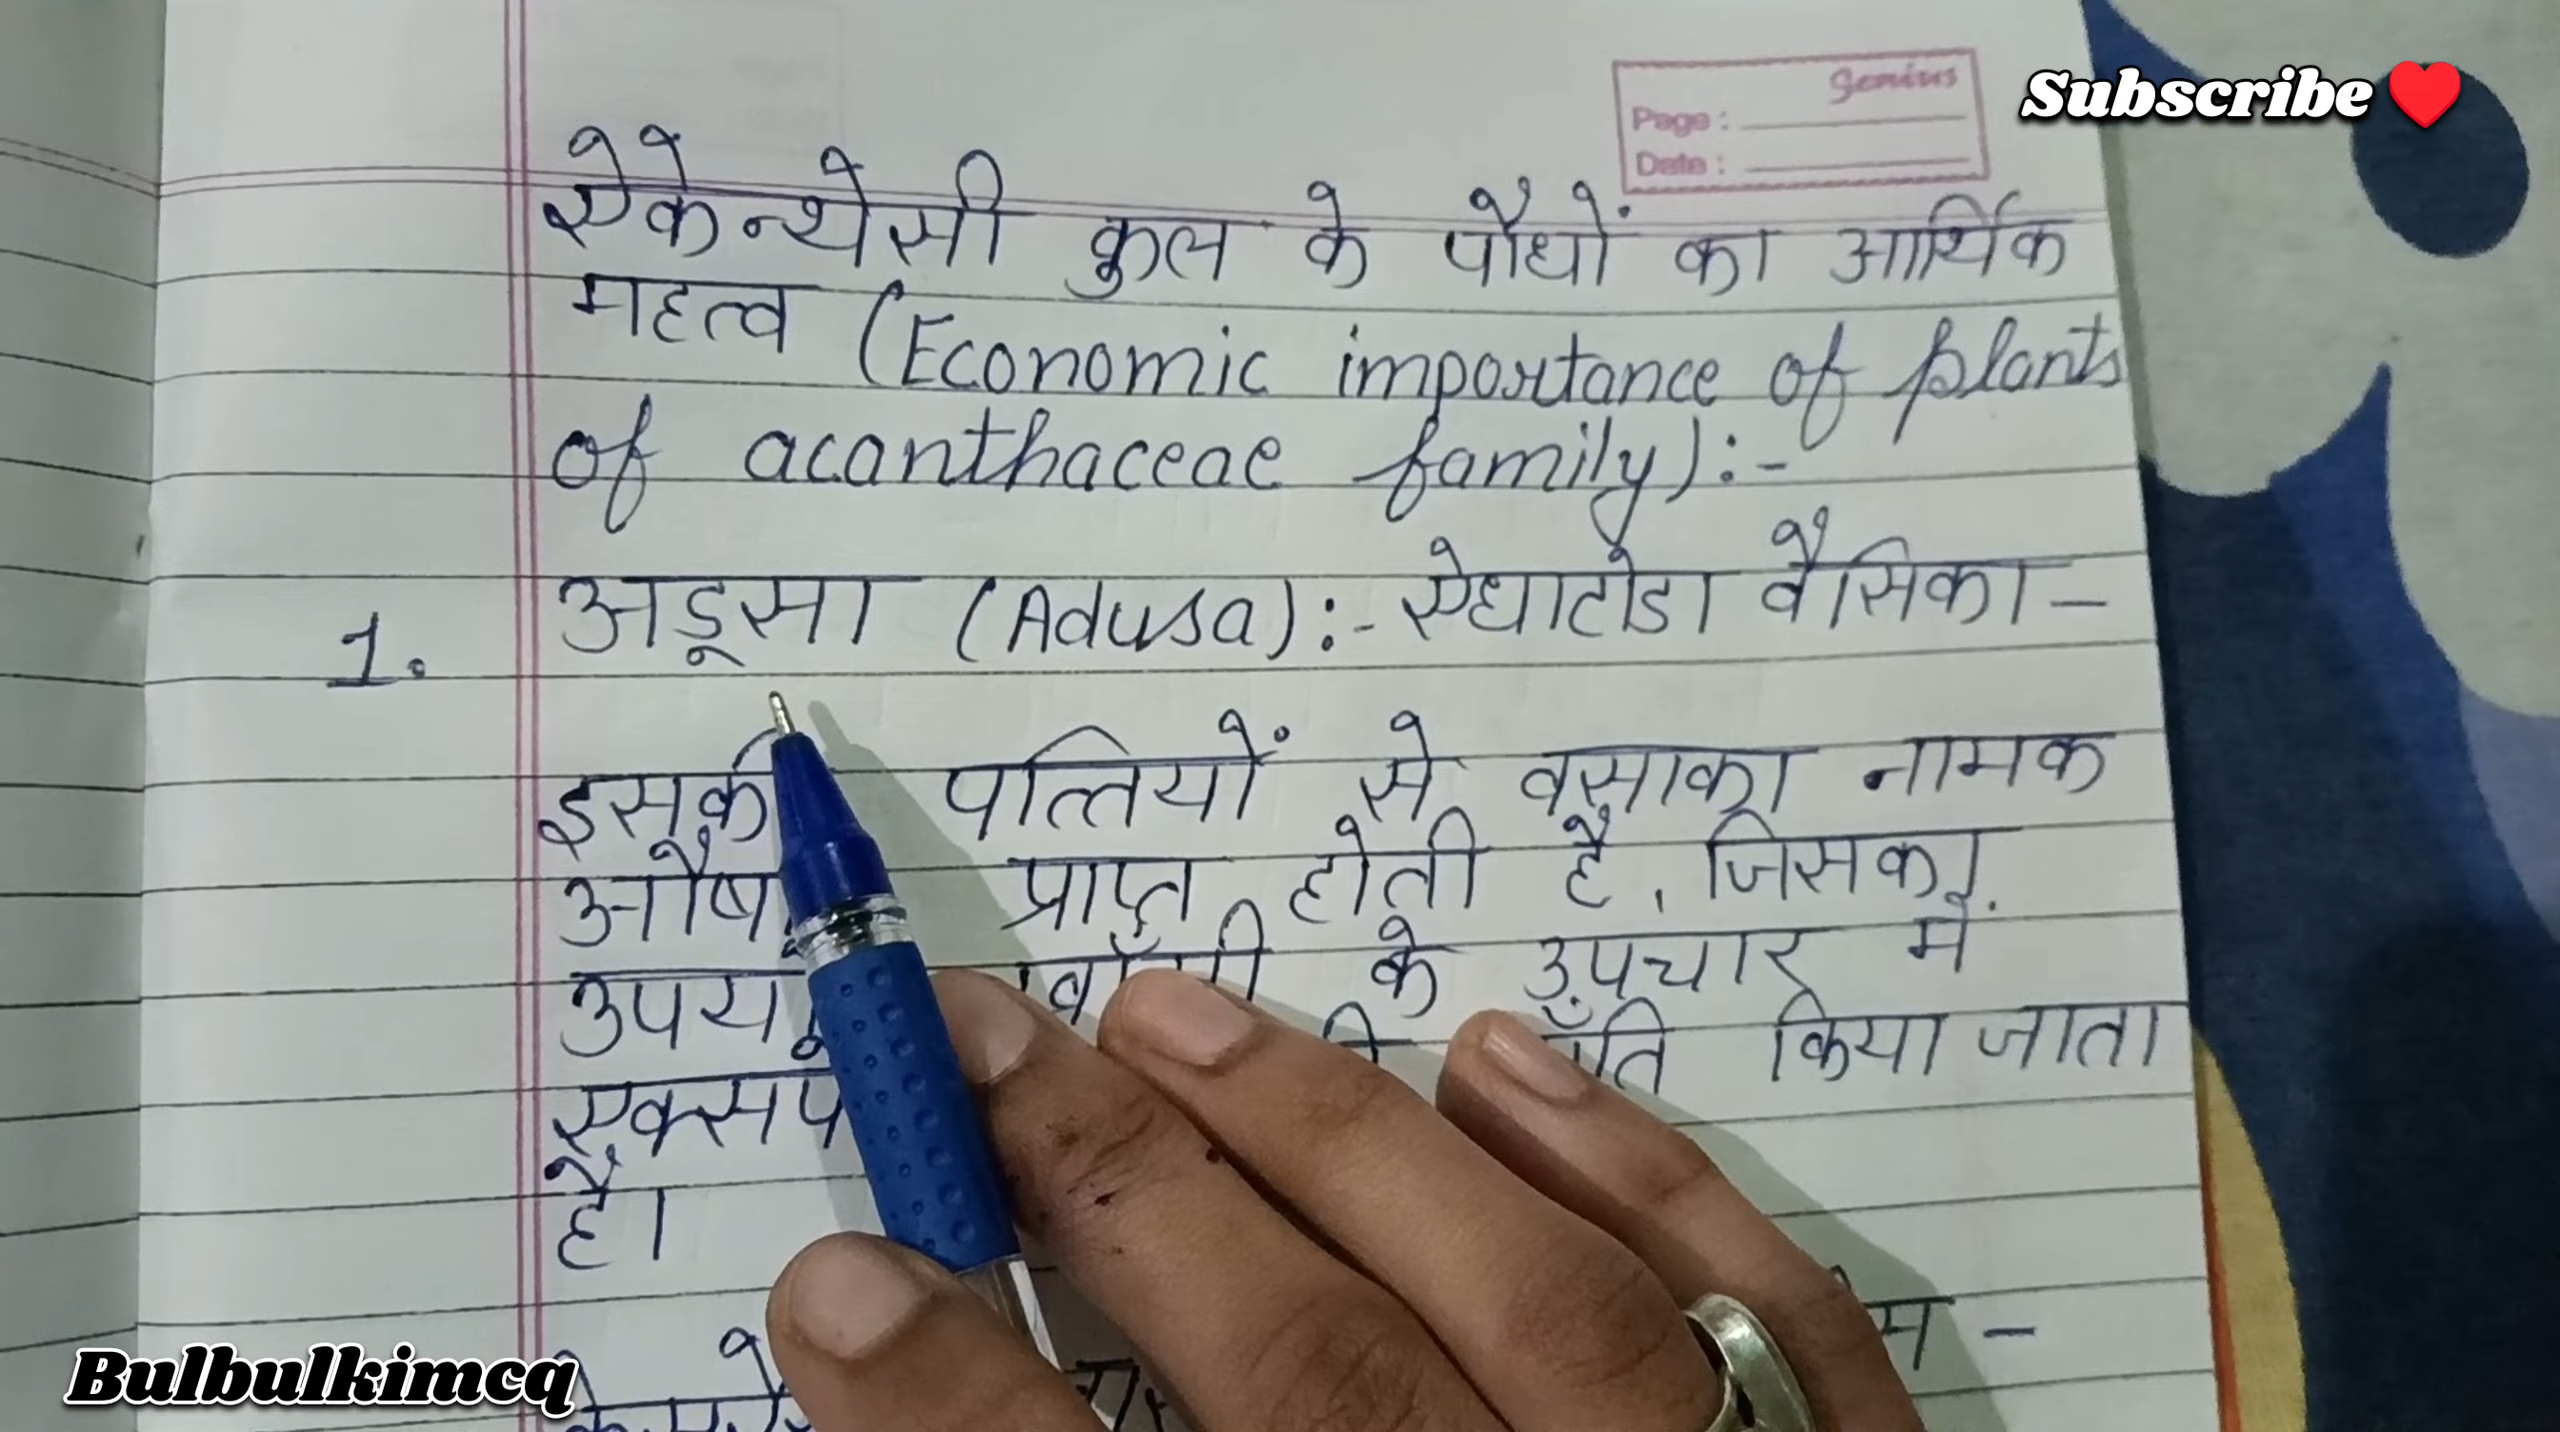 Subscribe ❤️
Genius
Page :
Date :
ऐकेन्थेसी कुल के पौधों का आर्थिक
महत्व (Economic importance of plants
of acanthaceae family):-
1. अडूसा (Adusa):- ऐधाटोडा वैसिका -
इसकी पत्तियों से वसाका नामक
प्राप्त होती है, जिसका
के उपचार में
किया जाता
है।
Bulbulkimcq